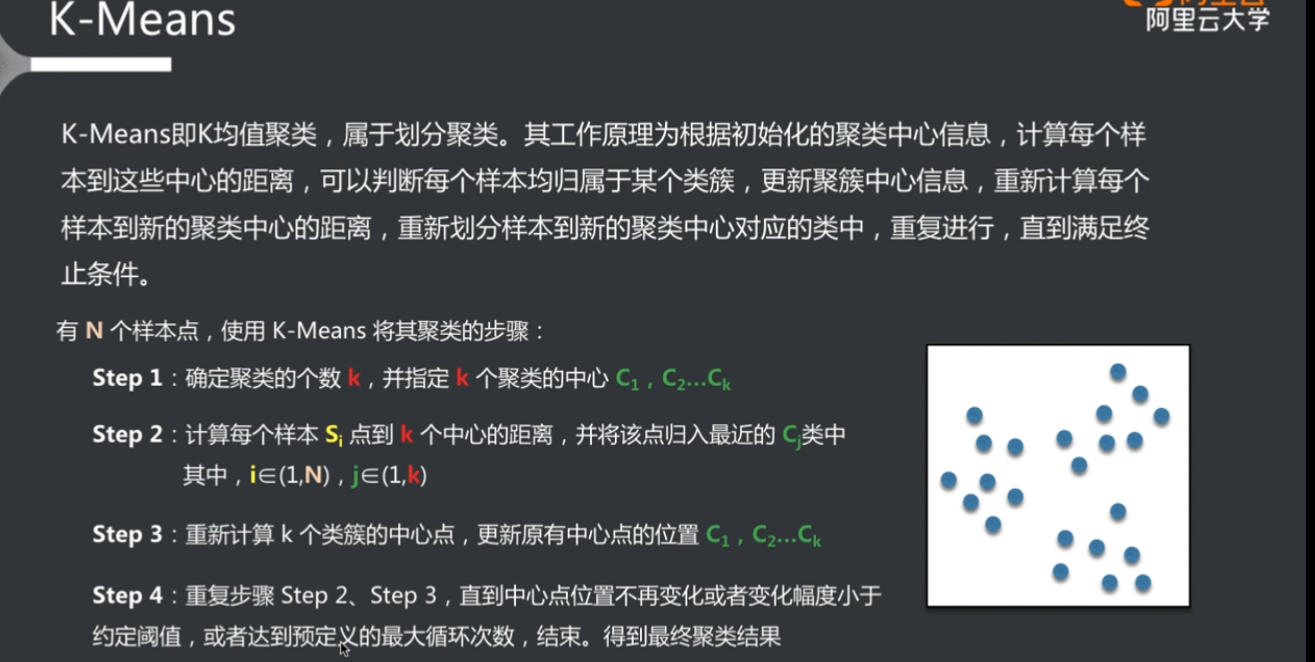 K-Means
阿里云大学
K-Means即K均值聚类，属于划分聚类。其工作原理为根据初始化的聚类中心信息，计算每个样
本到这些中心的距离，可以判断每个样本均归属于某个类簇，更新聚簇中心信息，重新计算每个
样本到新的聚类中心的距离，重新划分样本到新的聚类中心对应的类中，重复进行，直到满足终
止条件。
有 N 个样本点，使用 K-Means 将其聚类的步骤：
Step 1：确定聚类的个数 k，并指定 k 个聚类的中心 C₁，C₂...Cₖ
Step 2：计算每个样本 Sᵢ 点到 k 个中心的距离，并将该点归入最近的 Cⱼ类中
其中，i∈(1,N)，j∈(1,k)
Step 3：重新计算 k 个类簇的中心点，更新原有中心点的位置 C₁，C₂...Cₖ
Step 4：重复步骤 Step 2、Step 3，直到中心点位置不再变化或者变化幅度小于
约定阈值，或者达到预定义的最大循环次数，结束。得到最终聚类结果